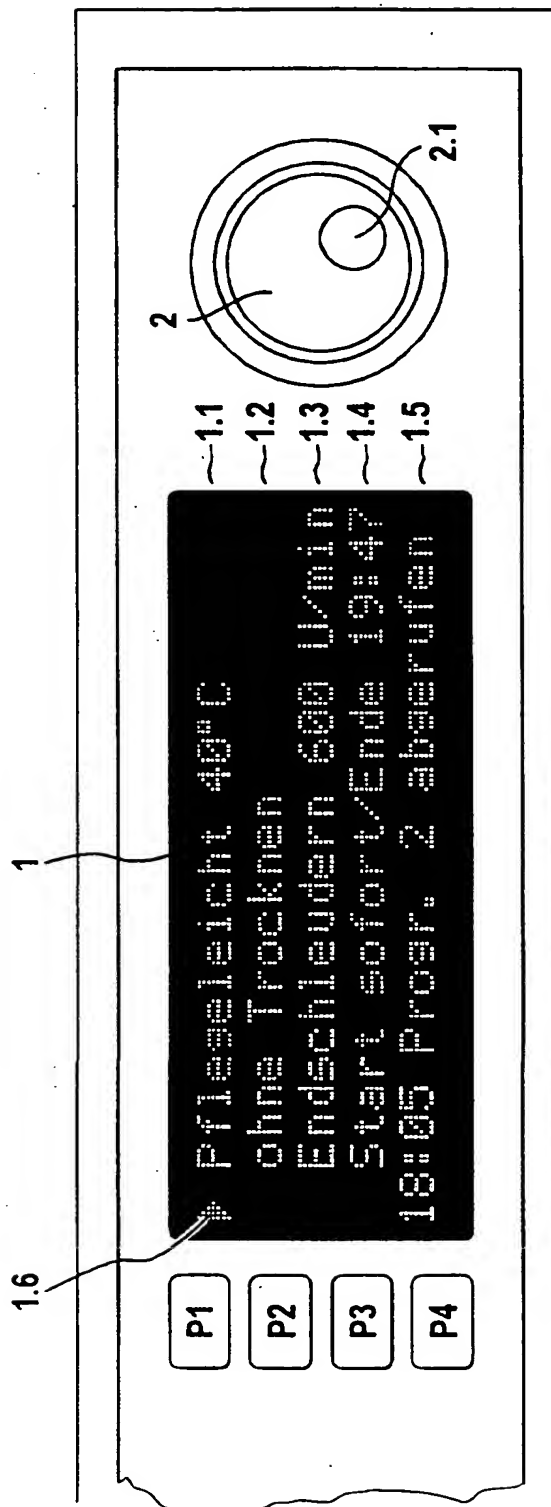 1
1.6
P1
P2
P3
P4
▶ Pflegeleicht 40°C
ohne Trocknen
Endschleudern 600 U/min
Start sofort/Ende 19:47
18:05 Progr. 2 abgerufen
1.1
1.2
1.3
1.4
1.5
2
2.1